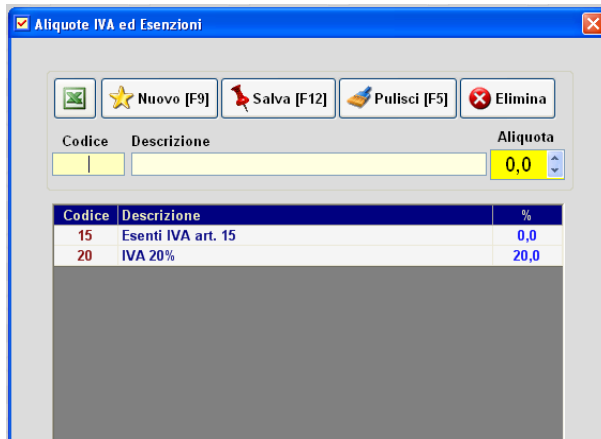 Aliquote IVA ed Esenzioni
Nuovo [F9] Salva [F12] Pulisci [F5] Elimina
Codice Descrizione Aliquota
0,0
Codice Descrizione %
15 Esenti IVA art. 15 0,0
20 IVA 20% 20,0